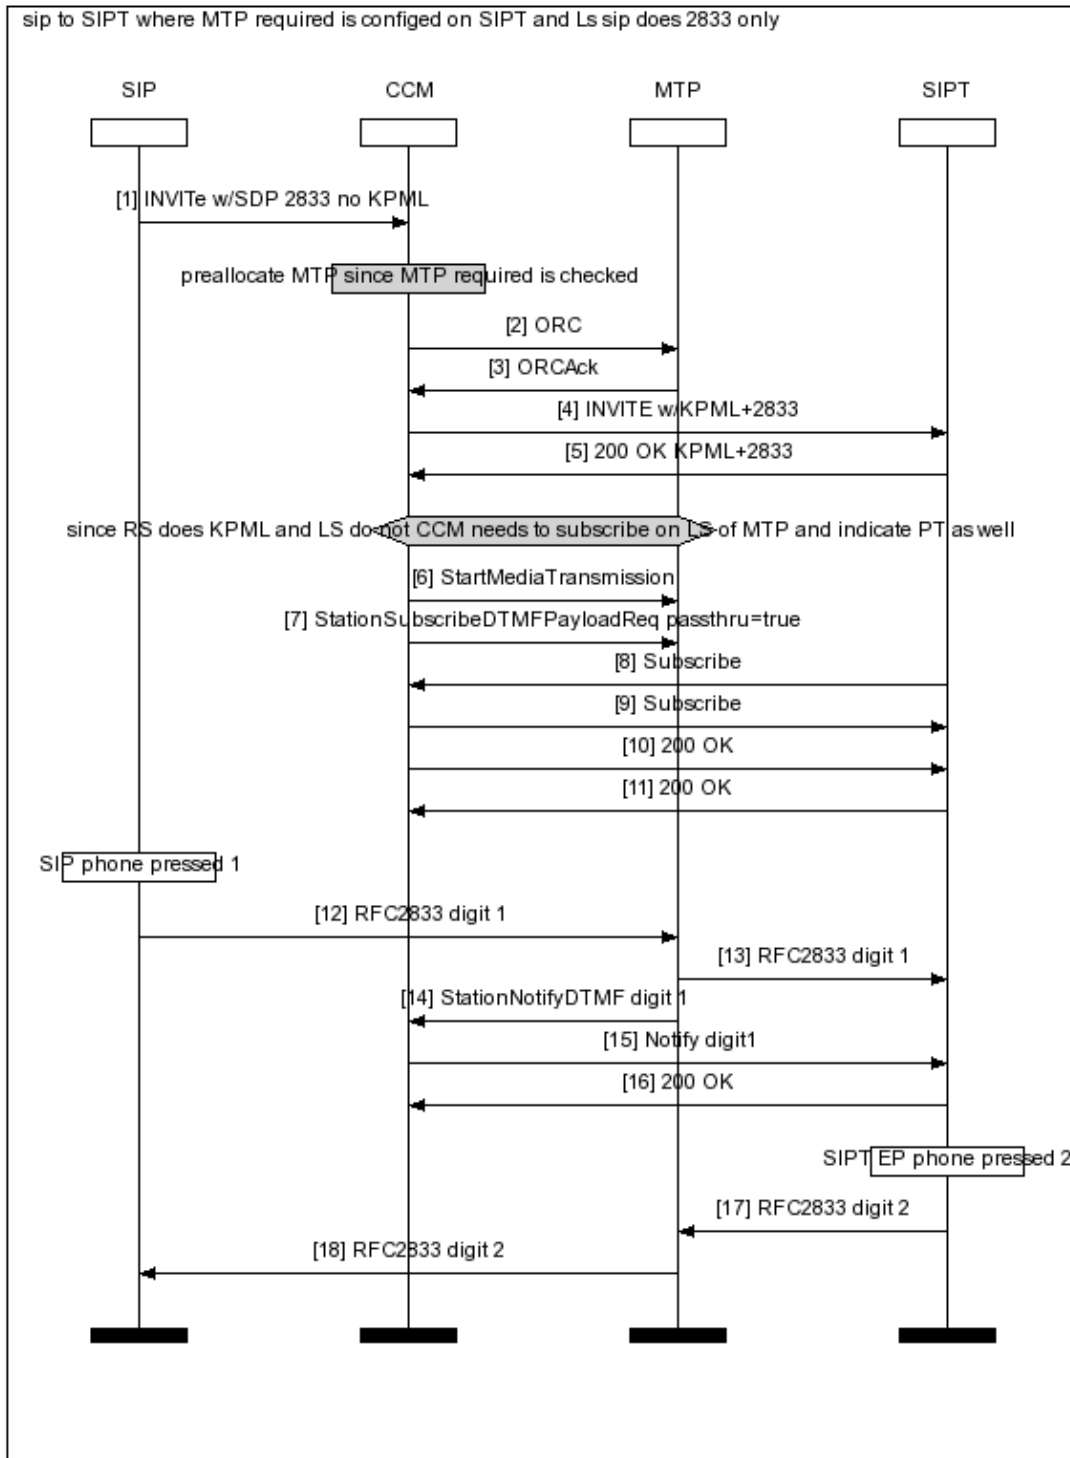 sip to SIPT where MTP required is configed on SIPT and Ls sip does 2833 only
SIP CCM MTP SIPT
[1] INVITe w/SDP 2833 no KPML
preallocate MTP since MTP required is checked
[2] ORC
[3] ORCAck
[4] INVITE w/KPML+2833
[5] 200 OK KPML+2833
since RS does KPML and LS do not CCM needs to subscribe on LS of MTP and indicate PT as well
[6] StartMediaTransmission
[7] StationSubscribeDTMFPayloadReq passthru=true
[8] Subscribe
[9] Subscribe
[10] 200 OK
[11] 200 OK
SIP phone pressed 1
[12] RFC2833 digit 1
[13] RFC2833 digit 1
[14] StationNotifyDTMF digit 1
[15] Notify digit1
[16] 200 OK
SIPT EP phone pressed 2
[17] RFC2833 digit 2
[18] RFC2833 digit 2